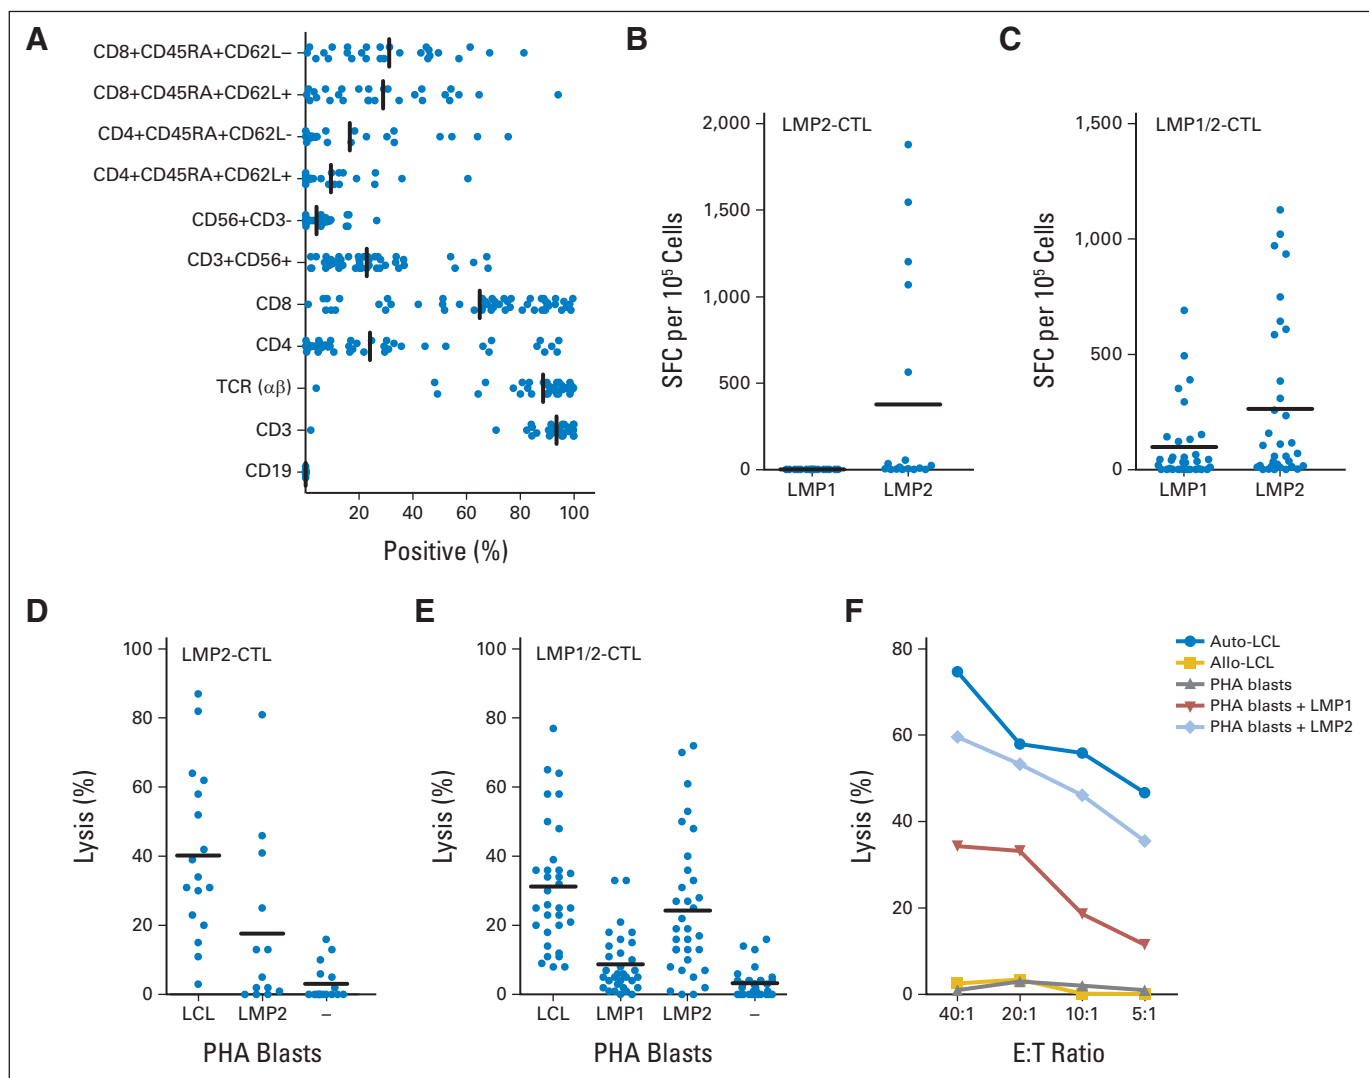 A
CD8+CD45RA+CD62L–
CD8+CD45RA+CD62L+
CD4+CD45RA+CD62L-
CD4+CD45RA+CD62L+
CD56+CD3-
CD3+CD56+
CD8
CD4
TCR (αβ)
CD3
CD19
20 40 60 80 100
Positive (%)
B
LMP2-CTL
2,000
1,500
1,000
500
0
SFC per 10⁵ Cells
LMP1 LMP2
C
LMP1/2-CTL
1,500
1,000
500
0
SFC per 10⁵ Cells
LMP1 LMP2
D
LMP2-CTL
100
80
60
40
20
0
Lysis (%)
LCL LMP2 –
PHA Blasts
E
LMP1/2-CTL
100
80
60
40
20
0
Lysis (%)
LCL LMP1 LMP2 –
PHA Blasts
F
80
60
40
20
0
Lysis (%)
40:1 20:1 10:1 5:1
E:T Ratio
Auto-LCL
Allo-LCL
PHA blasts
PHA blasts + LMP1
PHA blasts + LMP2